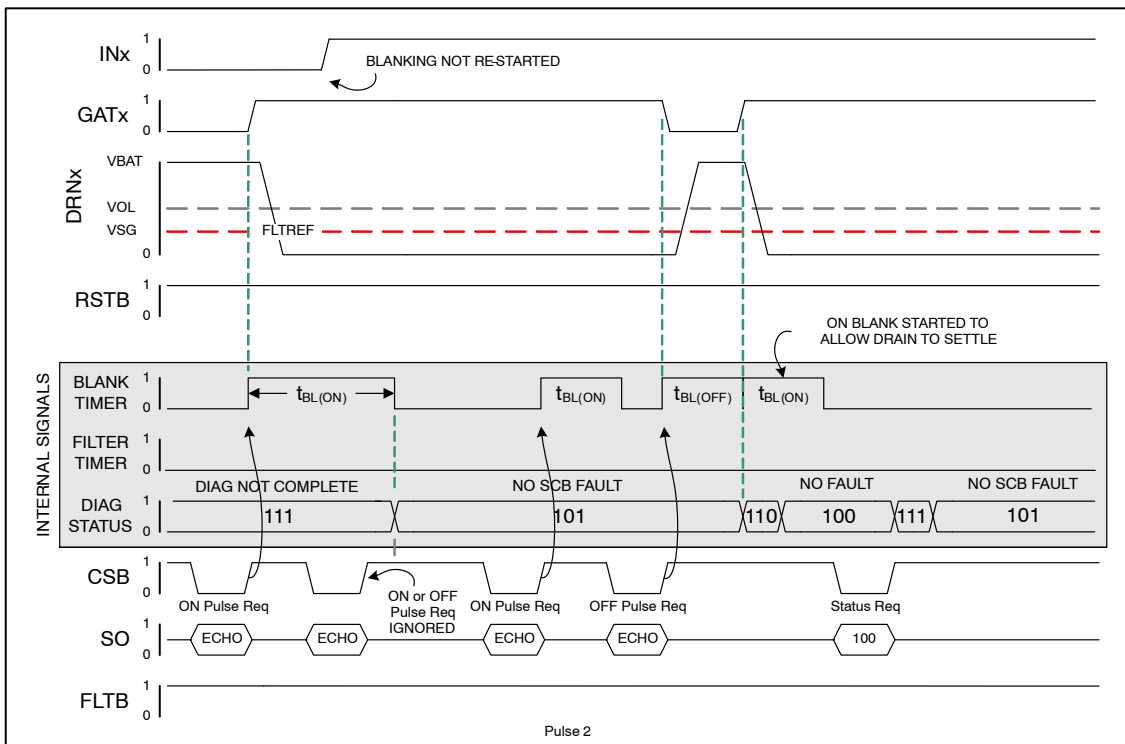 INx
1
0
BLANKING NOT RE-STARTED
GATx
1
0
DRNx
VBAT
VOL
VSG
FLTREF
RSTB
1
0
ON BLANK STARTED TO
ALLOW DRAIN TO SETTLE
INTERNAL SIGNALS
BLANK
TIMER
1
0
tBL(ON)
tBL(ON)
tBL(OFF)
tBL(ON)
FILTER
TIMER
1
0
DIAG NOT COMPLETE
NO SCB FAULT
NO FAULT
NO SCB FAULT
DIAG
STATUS
1
0
111
101
110
100
111
101
CSB
1
0
ON Pulse Req
ON or OFF
Pulse Req
IGNORED
ON Pulse Req
OFF Pulse Req
Status Req
SO
1
0
ECHO
ECHO
ECHO
ECHO
100
FLTB
1
0
Pulse 2